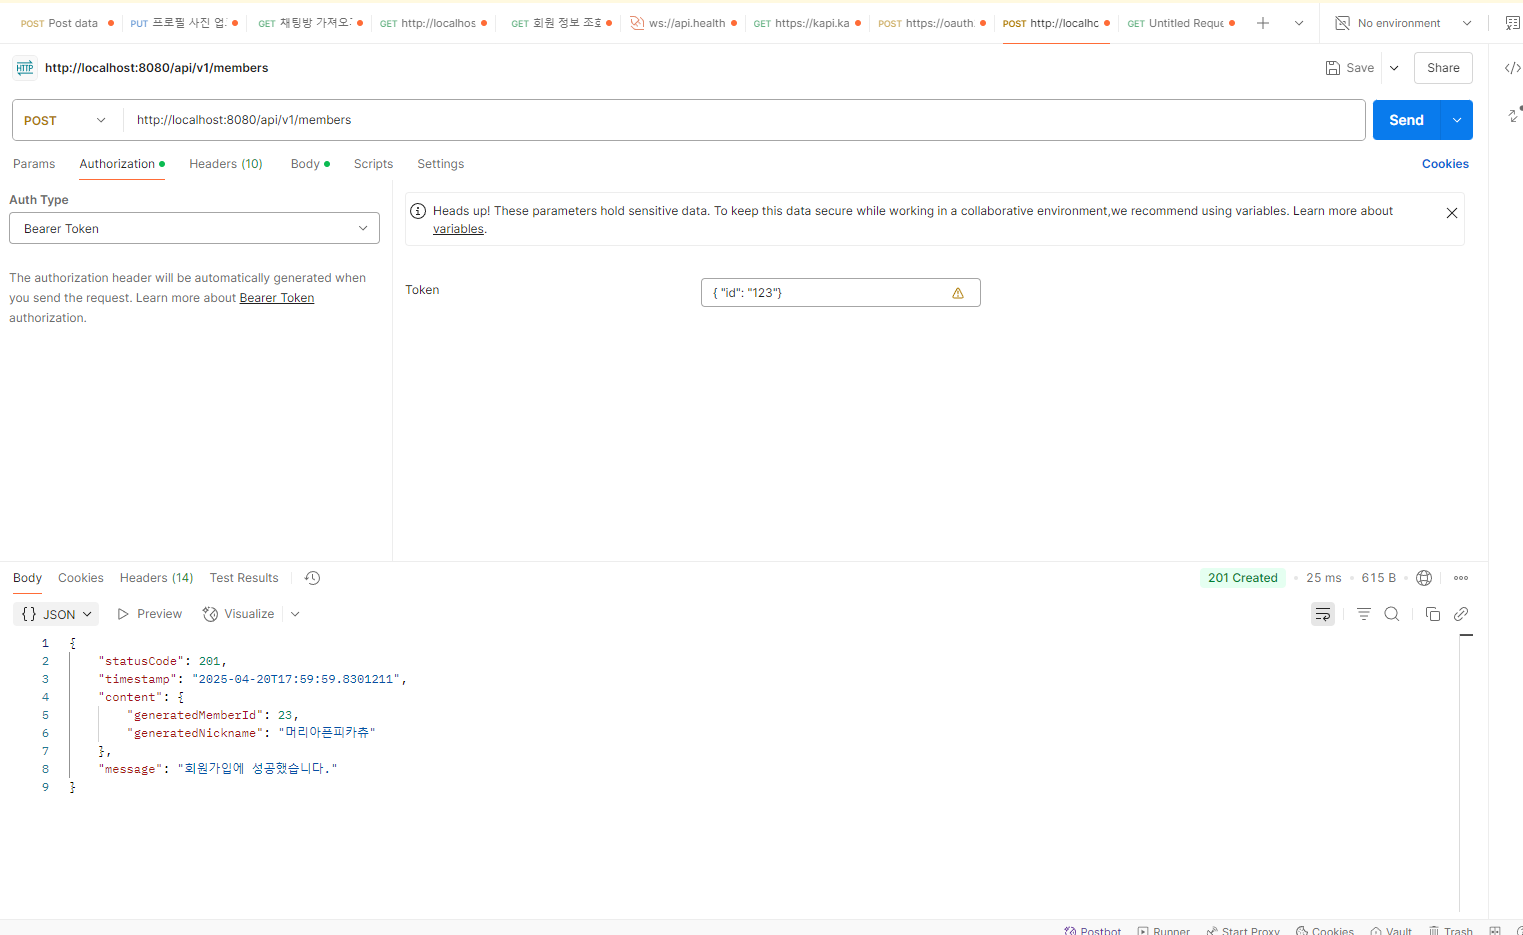 POST Post data
PUT 프로필 사진 업
GET 채팅방 가져오기
GET http://localhos
GET 회원 정보 조회
ws://api.health
GET https://kapi.ka
POST https://oauth.
POST http://localhc
GET Untitled Reque
No environment
HTTP http://localhost:8080/api/v1/members
Save
Share
POST http://localhost:8080/api/v1/members
Send
Params Authorization Headers (10) Body Scripts Settings
Cookies
Auth Type
Bearer Token
The authorization header will be automatically generated when
you send the request. Learn more about Bearer Token
authorization.
Heads up! These parameters hold sensitive data. To keep this data secure while working in a collaborative environment,we recommend using variables. Learn more about
variables.
Token
{ "id": "123"}
Body Cookies Headers (14) Test Results
201 Created 25 ms 615 B
{} JSON Preview Visualize
1 {
2 "statusCode": 201,
3 "timestamp": "2025-04-20T17:59:59.8301211",
4 "content": {
5 "generatedMemberId": 23,
6 "generatedNickname": "머리아픈피카츄"
7 },
8 "message": "회원가입에 성공했습니다."
9 }
Postbot Runner Start Proxy Cookies Vault Trash